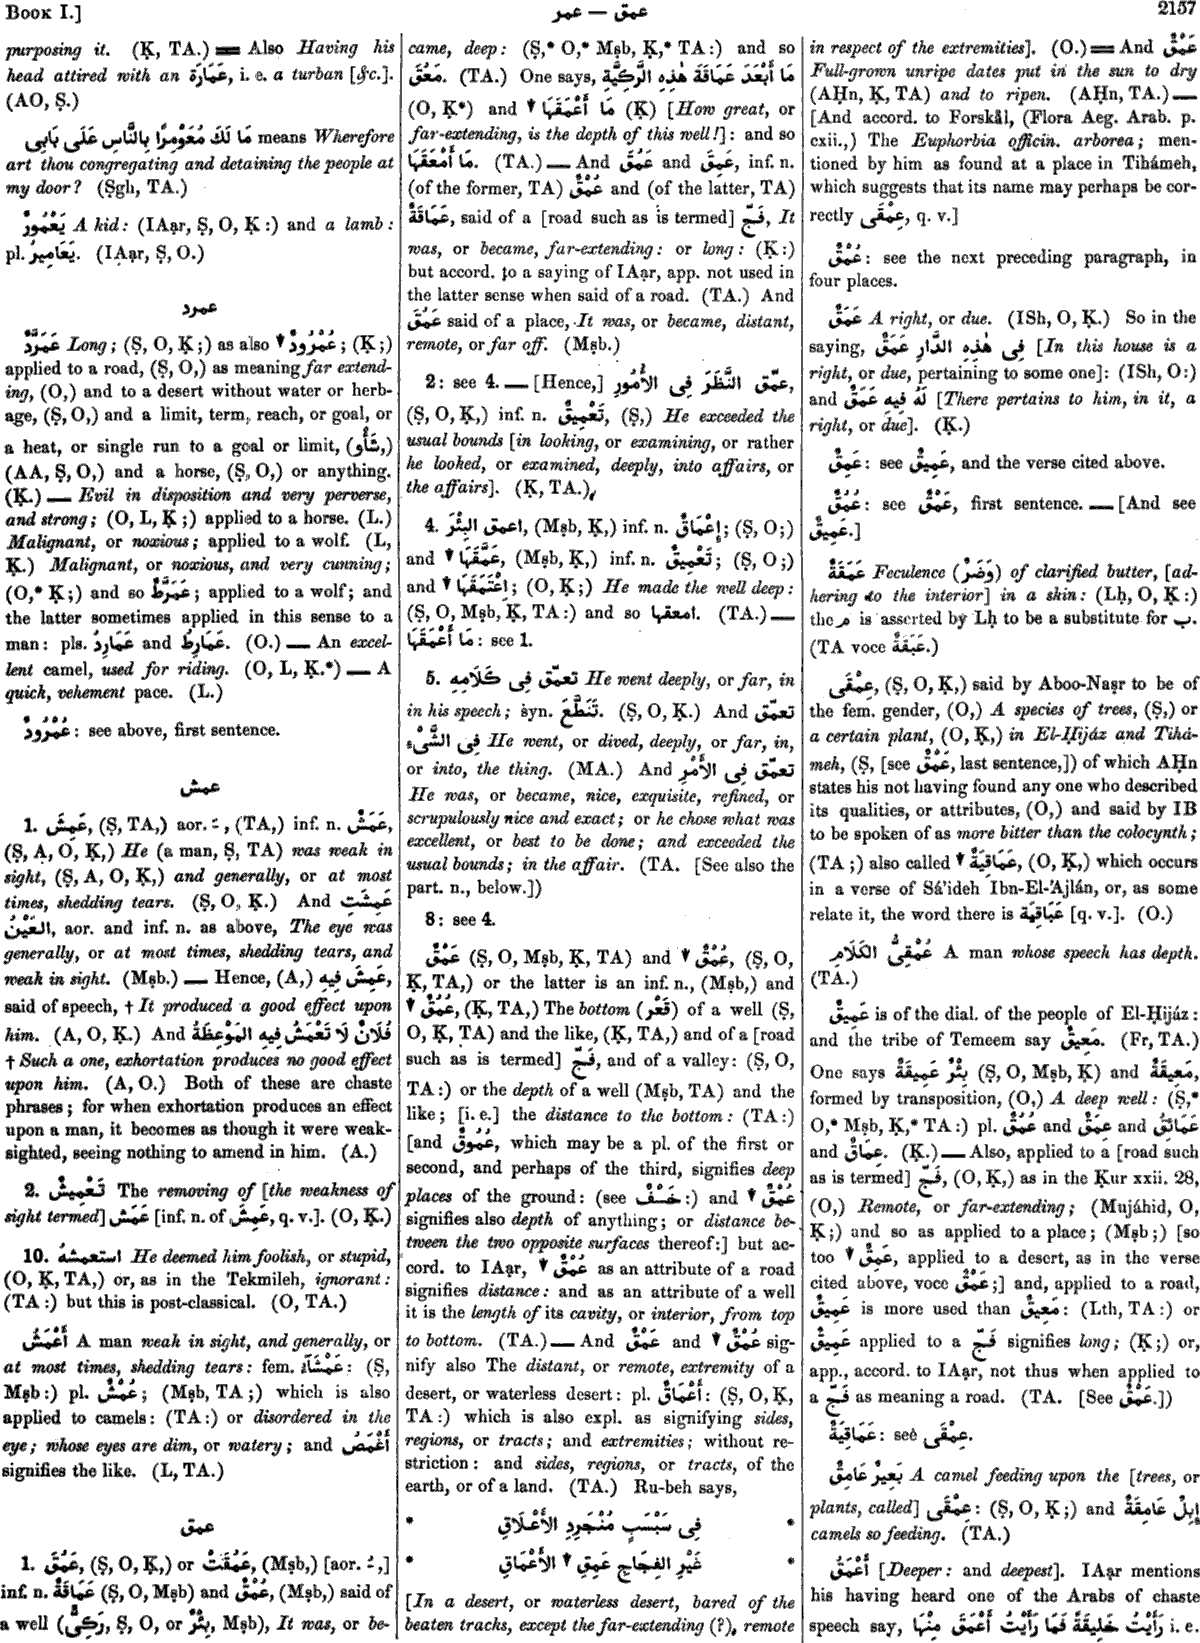 Book I.]
عمق — عمر
2157
purposing it. (Ḳ, TA.) ═ Also Having his
head attired with an عَمَارَة, i. e. a turban [&c.].
(AO, Ṣ.)
مَا لَكَ مُعَوْمِرًا بِالنَّاسِ عَلَى بَابِى means Wherefore
art thou congregating and detaining the people at
my door? (Ṣgh, TA.)
يَعْمُورٌ A kid: (IAạr, Ṣ, O, Ḳ:) and a lamb:
pl. يَعَامِيرُ. (IAạr, Ṣ, O.)
عمرد
عَمَرَّدٌ Long; (Ṣ, O, Ḳ;) as also ▼ عُمْرُودٌ; (Ḳ;)
applied to a road, (Ṣ, O,) as meaning far extend-
ing, (O,) and to a desert without water or herb-
age, (Ṣ, O,) and a limit, term, reach, or goal, or
a heat, or single run to a goal or limit, (شَأْو,)
(AA, Ṣ, O,) and a horse, (Ṣ, O,) or anything.
(Ḳ.) — Evil in disposition and very perverse,
and strong; (O, L, Ḳ;) applied to a horse. (L.)
Malignant, or noxious; applied to a wolf. (L,
Ḳ.) Malignant, or noxious, and very cunning;
(O,* Ḳ;) and so عَمَرَّطٌ; applied to a wolf; and
the latter sometimes applied in this sense to a
man: pls. عَمَارِدُ and عَمَارِطُ. (O.) — An excel-
lent camel, used for riding. (O, L, Ḳ.*) — A
quick, vehement pace. (L.)
عُمْرُودٌ: see above, first sentence.
عمش
1. عَمِشَ, (Ṣ, TA,) aor. ـَ, (TA,) inf. n. عَمَشٌ,
(Ṣ, A, O, Ḳ,) He (a man, Ṣ, TA) was weak in
sight, (Ṣ, A, O, Ḳ,) and generally, or at most
times, shedding tears. (Ṣ, O, Ḳ.) And عَمِشَتِ
العَيْنُ, aor. and inf. n. as above, The eye was
generally, or at most times, shedding tears, and
weak in sight. (Mṣb.) — Hence, (A,) عَمِشَ فِيهِ,
said of speech, † It produced a good effect upon
him. (A, O, Ḳ.) And فُلَانٌ لَا تَعْمَشُ فِيهِ المَوْعِظَةُ
† Such a one, exhortation produces no good effect
upon him. (A, O.) Both of these are chaste
phrases; for when exhortation produces an effect
upon a man, it becomes as though it were weak-
sighted, seeing nothing to amend in him. (A.)
2. تَعْمِيشٌ The removing of [the weakness of
sight termed] عَمَش [inf. n. of عَمِشَ, q. v.]. (O, Ḳ.)
10. استعمشهُ He deemed him foolish, or stupid,
(O, Ḳ, TA,) or, as in the Tekmileh, ignorant:
(TA:) but this is post-classical. (O, TA.)
أَعْمَشُ A man weak in sight, and generally, or
at most times, shedding tears: fem. عَمْشَآءُ: (Ṣ,
Mṣb:) pl. عُمْشٌ; (Mṣb, TA;) which is also
applied to camels: (TA:) or disordered in the
eye; whose eyes are dim, or watery; and أَغْمَصُ
signifies the like. (L, TA.)
عمق
1. عَمُقَ, (Ṣ, O, Ḳ,) or عَمُقَتْ, (Mṣb,) [aor. ـُ,]
inf. n. عَمَاقَةٌ (Ṣ, O, Mṣb) and عُمْقٌ, (Mṣb,) said of
a well (رَكِىّ, Ṣ, O, or بِئْرٌ, Mṣb), It was, or be-
came, deep: (Ṣ,* O,* Mṣb, Ḳ,* TA:) and so
مَعُقَ. (TA.) One says, مَا أَبْعَدَ عَمَاقَةَ هٰذِهِ الرَّكِيَّةِ
(O, Ḳ*) and ▼ مَا أَعْمَقَهَا (Ḳ) [How great, or
far-extending, is the depth of this well!]: and so
مَا أَمْعَقَهَا. (TA.) — And عَمُقَ and عَمِقَ, inf. n.
(of the former, TA) عُمْقٌ and (of the latter, TA)
عَمَاقَةٌ, said of a [road such as is termed] فَجّ, It
was, or became, far-extending: or long: (Ḳ:)
but accord. to a saying of IAạr, app. not used in
the latter sense when said of a road. (TA.) And
عَمُقَ said of a place, It was, or became, distant,
remote, or far off. (Mṣb.)
2: see 4. — [Hence,] عمّق النَّظَرَ فِى الأُمُورِ,
(Ṣ, O, Ḳ,) inf. n. تَعْمِيقٌ, (Ṣ,) He exceeded the
usual bounds [in looking, or examining, or rather
he looked, or examined, deeply, into affairs, or
the affairs]. (Ḳ, TA.)
4. اعمق البِئْرَ, (Mṣb, Ḳ,) inf. n. إِعْمَاقٌ; (Ṣ, O;)
and ▼ عَمَّقَهَا, (Mṣb, Ḳ,) inf. n. تَعْمِيقٌ; (Ṣ, O;)
and ▼ اعْتَمَقَهَا; (O, Ḳ;) He made the well deep:
(Ṣ, O, Mṣb, Ḳ, TA:) and so امعقها. (TA.) —
مَا أَعْمَقَهَا: see 1.
5. تعمّق فِى كَلَامِهِ He went deeply, or far, in
in his speech; syn. تَنَطَّعَ. (Ṣ, O, Ḳ.) And تعمّق
فِى الشَّىْءِ He went, or dived, deeply, or far, in,
or into, the thing. (MA.) And تعمّق فِى الأَمْرِ
He was, or became, nice, exquisite, refined, or
scrupulously nice and exact; or he chose what was
excellent, or best to be done; and exceeded the
usual bounds; in the affair. (TA. [See also the
part. n., below.])
8: see 4.
عَمْقٌ (Ṣ, O, Mṣb, Ḳ, TA) and ▼ عُمْقٌ, (Ṣ, O,
Ḳ, TA,) or the latter is an inf. n., (Mṣb,) and
▼ عُمُقٌ, (Ḳ, TA,) The bottom (قَعْر) of a well (Ṣ,
O, Ḳ, TA) and the like, (Ḳ, TA,) and of a [road
such as is termed] فَجّ, and of a valley: (Ṣ, O,
TA:) or the depth of a well (Mṣb, TA) and the
like; [i. e.] the distance to the bottom: (TA:)
[and عُمُوقٌ, which may be a pl. of the first or
second, and perhaps of the third, signifies deep
places of the ground: (see خَسْفٌ:) and ▼ عُمْقٌ
signifies also depth of anything; or distance be-
tween the two opposite surfaces thereof:] but ac-
cord. to IAạr, ▼ عُمْقٌ as an attribute of a road
signifies distance: and as an attribute of a well
it is the length of its cavity, or interior, from top
to bottom. (TA.) — And عَمْقٌ and ▼ عُمْقٌ sig-
nify also The distant, or remote, extremity of a
desert, or waterless desert: pl. أَعْمَاقٌ: (Ṣ, O, Ḳ,
TA:) which is also expl. as signifying sides,
regions, or tracts; and extremities; without re-
striction: and sides, regions, or tracts, of the
earth, or of a land. (TA.) Ru-beh says,
* فِى سَبْسَبٍ مُنْجَرِدِ الأَعْلَاقِ *
* غَيْرِ الفِجَاجِ عَمِقِ ▼ الأَعْمَاقِ *
[In a desert, or waterless desert, bared of the
beaten tracks, except the far-extending (?), remote
in respect of the extremities]. (O.) ═ And عَمْقٌ
Full-grown unripe dates put in the sun to dry
(AḤn, Ḳ, TA) and to ripen. (AḤn, TA.) —
[And accord. to Forskål, (Flora Aeg. Arab. p.
cxii.,) The Euphorbia officin. arborea; men-
tioned by him as found at a place in Tihámeh,
which suggests that its name may perhaps be cor-
rectly عِمْقَى, q. v.]
عُمْقٌ: see the next preceding paragraph, in
four places.
عَمَقٌ A right, or due. (ISh, O, Ḳ.) So in the
saying, فِى هٰذِهِ الدَّارِ عَمَقٌ [In this house is a
right, or due, pertaining to some one]: (ISh, O:)
and لَهُ فِيهِ عَمَقٌ [There pertains to him, in it, a
right, or due]. (Ḳ.)
عَمِقٌ: see عَمِيقٌ, and the verse cited above.
عُمُقٌ: see عَمْقٌ, first sentence. — [And see
عَمِيقٌ.]
عَمَقَةٌ Feculence (وَضَرٌ) of clarified butter, [ad-
hering to the interior] in a skin: (Lḥ, O, Ḳ:)
the م is asserted by Lḥ to be a substitute for ب.
(TA voce عَبَقَةٌ.)
عِمْقَى, (Ṣ, O, Ḳ,) said by Aboo-Naṣr to be of
the fem. gender, (O,) A species of trees, (Ṣ,) or
a certain plant, (O, Ḳ,) in El-Ḥijáz and Tihá-
meh, (Ṣ, [see عَمْقٌ, last sentence,]) of which AḤn
states his not having found any one who described
its qualities, or attributes, (O,) and said by IB
to be spoken of as more bitter than the colocynth;
(TA;) also called ▼ عَمَاقِيَةٌ, (O, Ḳ,) which occurs
in a verse of Sá'ideh Ibn-El-'Ajlán, or, as some
relate it, the word there is عَبَاقِيَة [q. v.]. (O.)
عُمْقِىُّ الكَلَامِ A man whose speech has depth.
(TA.)
عَمِيقٌ is of the dial. of the people of El-Ḥijáz:
and the tribe of Temeem say مَعِيقٌ. (Fr, TA.)
One says بِئْرٌ عَمِيقَةٌ (Ṣ, O, Mṣb, Ḳ) and مَعِيقَةٌ,
formed by transposition, (O,) A deep well: (Ṣ,*
O,* Mṣb, Ḳ,* TA:) pl. عُمُقٌ and عِمَقٌ and عَمَائِقُ
and عِمَاقٌ. (Ḳ.) — Also, applied to a [road such
as is termed] فَجّ, (O, Ḳ,) as in the Ḳur xxii. 28,
(O,) Remote, or far-extending; (Mujáhid, O,
Ḳ;) and so as applied to a place; (Mṣb;) [so
too ▼ عَمِقٌ, applied to a desert, as in the verse
cited above, voce عَمْقٌ;] and, applied to a road,
عَمِيقٌ is more used than مَعِيقٌ: (Lth, TA:) or
عَمِيقٌ applied to a فَجّ signifies long; (Ḳ;) or,
app., accord. to IAạr, not thus when applied to
a فَجّ as meaning a road. (TA. [See عُمْقٌ.])
عَمَاقِيَةٌ: see عِمْقَى.
بَعِيرٌ عَامِقٌ A camel feeding upon the [trees, or
plants, called] عِمْقَى: (Ṣ, O, Ḳ;) and إِبِلٌ عَامِقَةٌ
camels so feeding. (TA.)
أَعْمَقُ [Deeper: and deepest]. IAạr mentions
his having heard one of the Arabs of chaste
speech say, رَأَيْتُ خَلِيقَةً فَمَا رَأَيْتُ أَعْمَقَ مِنْهَا i. e.